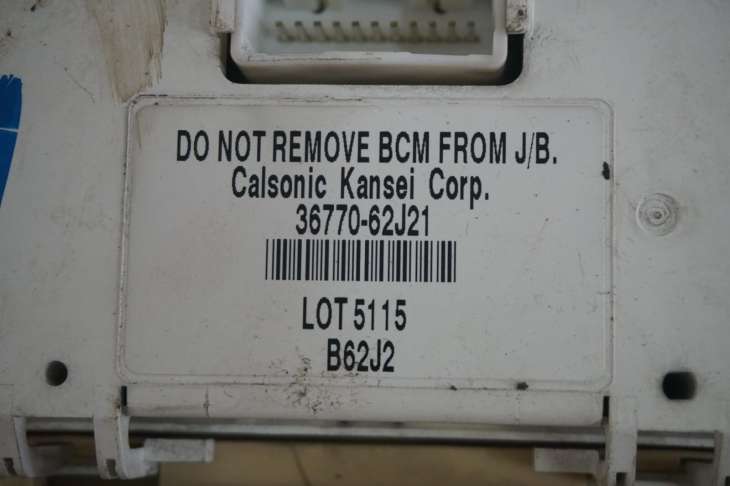 DO NOT REMOVE BCM FROM J/B.
Calsonic Kansei Corp.
36770-62J21
LOT 5115
B62J2